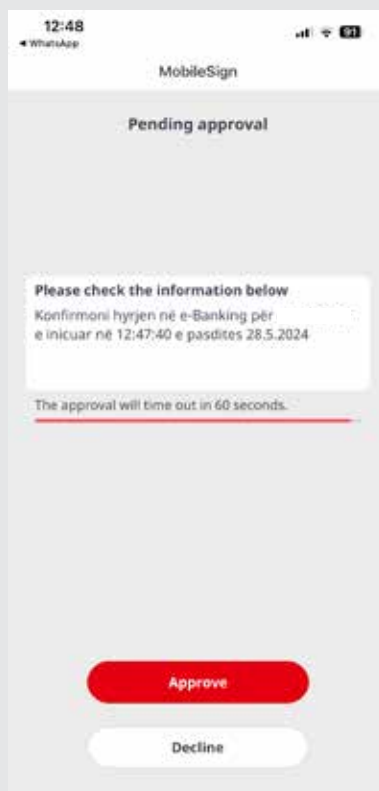 12:48
91
◀ WhatsApp
MobileSign
Pending approval
Please check the information below
Konfirmoni hyrjen në e-Banking për
e inicuar në 12:47:40 e pasdites 28.5.2024
The approval will time out in 60 seconds.
Approve
Decline